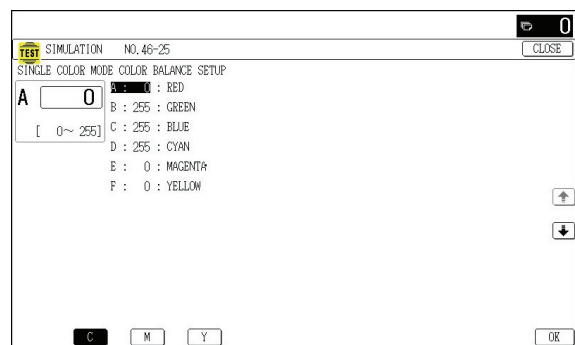 0
TEST SIMULATION NO.46-25 CLOSE
SINGLE COLOR MODE COLOR BALANCE SETUP
A 0
[ 0~ 255]
A : 0 : RED
B : 255 : GREEN
C : 255 : BLUE
D : 255 : CYAN
E : 0 : MAGENTA
F : 0 : YELLOW
C M Y OK